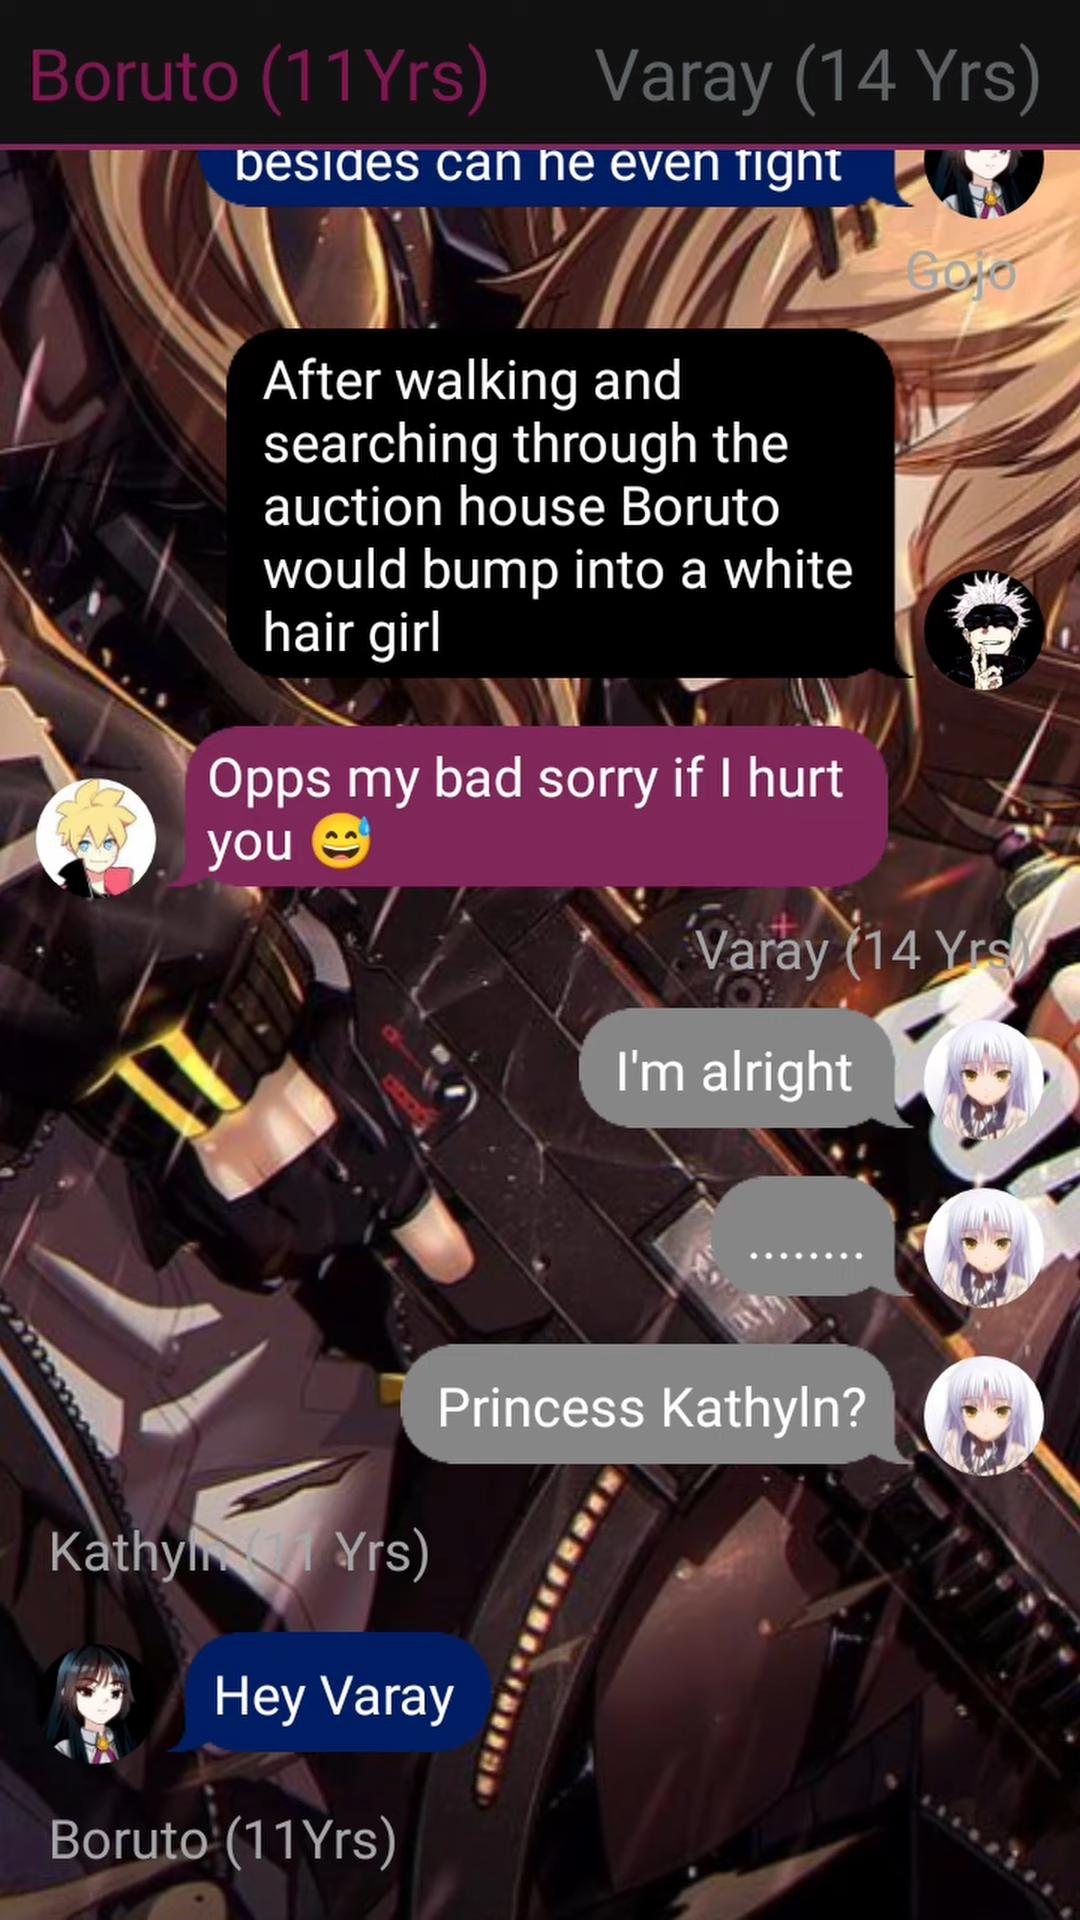 Boruto (11Yrs) Varay (14 Yrs)
besides can he even fight
Gojo
After walking and
searching through the
auction house Boruto
would bump into a white
hair girl
Opps my bad sorry if I hurt
you 😅
Varay (14 Yrs)
I'm alright
........
Princess Kathyln?
Kathyln (11 Yrs)
Hey Varay
Boruto (11Yrs)